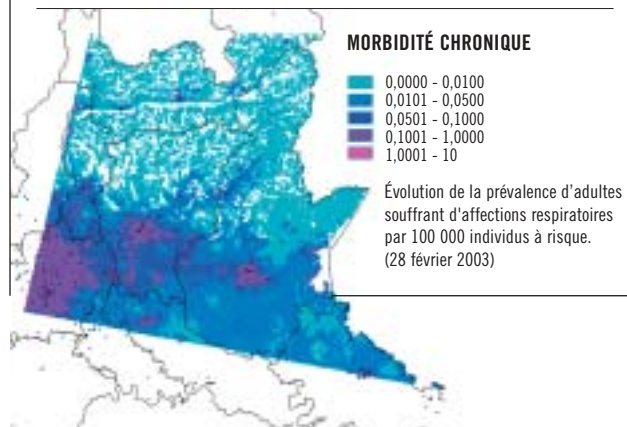 MORBIDITÉ CHRONIQUE
0,0000 - 0,0100
0,0101 - 0,0500
0,0501 - 0,1000
0,1001 - 1,0000
1,0001 - 10
Évolution de la prévalence d'adultes
souffrant d'affections respiratoires
par 100 000 individus à risque.
(28 février 2003)